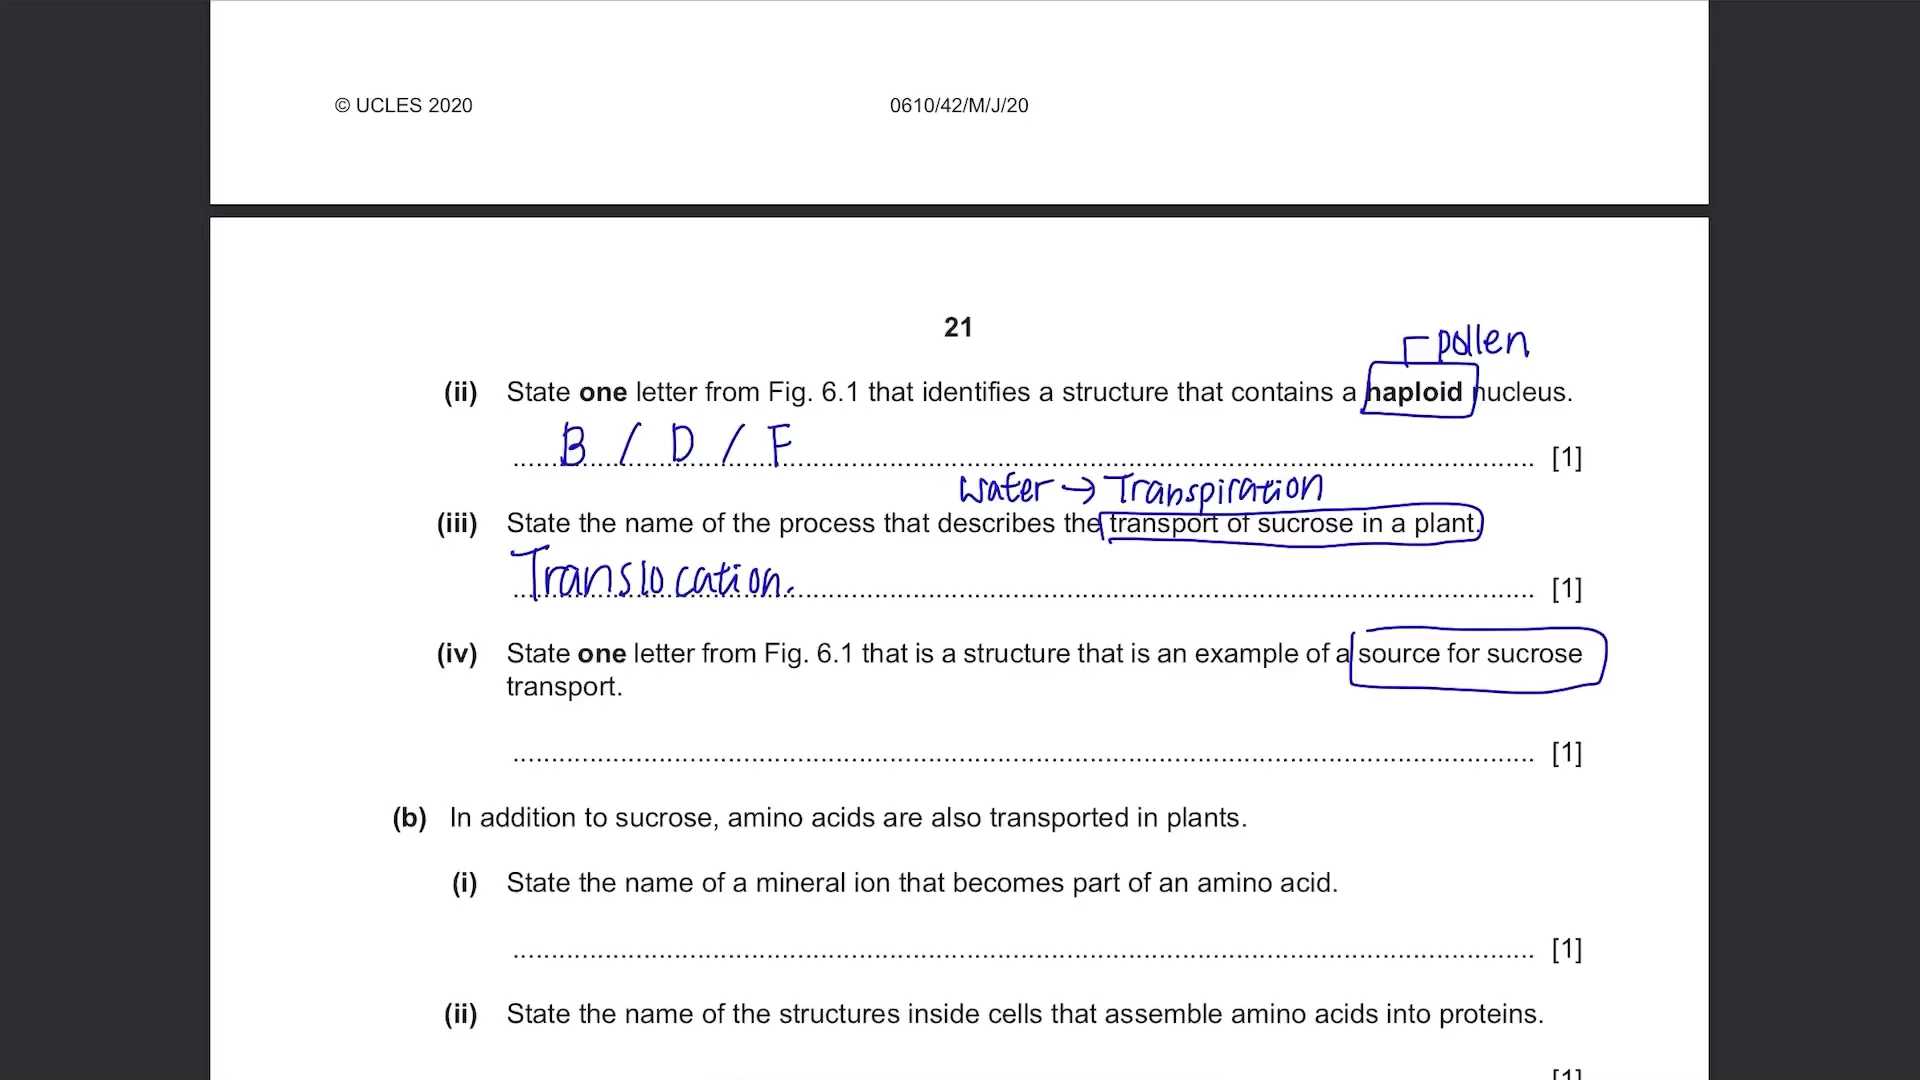 © UCLES 2020 0610/42/M/J/20
21
pollen
(ii) State one letter from Fig. 6.1 that identifies a structure that contains a haploid nucleus.
B / D / F [1]
Water → Transpiration
(iii) State the name of the process that describes the transport of sucrose in a plant.
Translocation. [1]
(iv) State one letter from Fig. 6.1 that is a structure that is an example of a source for sucrose
transport.
[1]
(b) In addition to sucrose, amino acids are also transported in plants.
(i) State the name of a mineral ion that becomes part of an amino acid.
[1]
(ii) State the name of the structures inside cells that assemble amino acids into proteins.
[1]